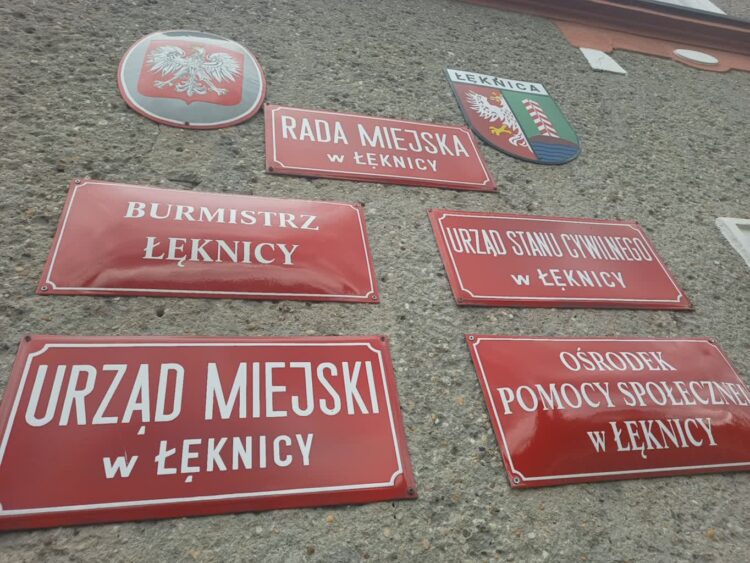 ŁĘKNICA
RADA MIEJSKA
w ŁĘKNICY
BURMISTRZ
ŁĘKNICY
URZĄD STANU CYWILNEGO
w ŁĘKNICY
URZĄD MIEJSKI
w ŁĘKNICY
OŚRODEK
POMOCY SPOŁECZNEJ
w ŁĘKNICY